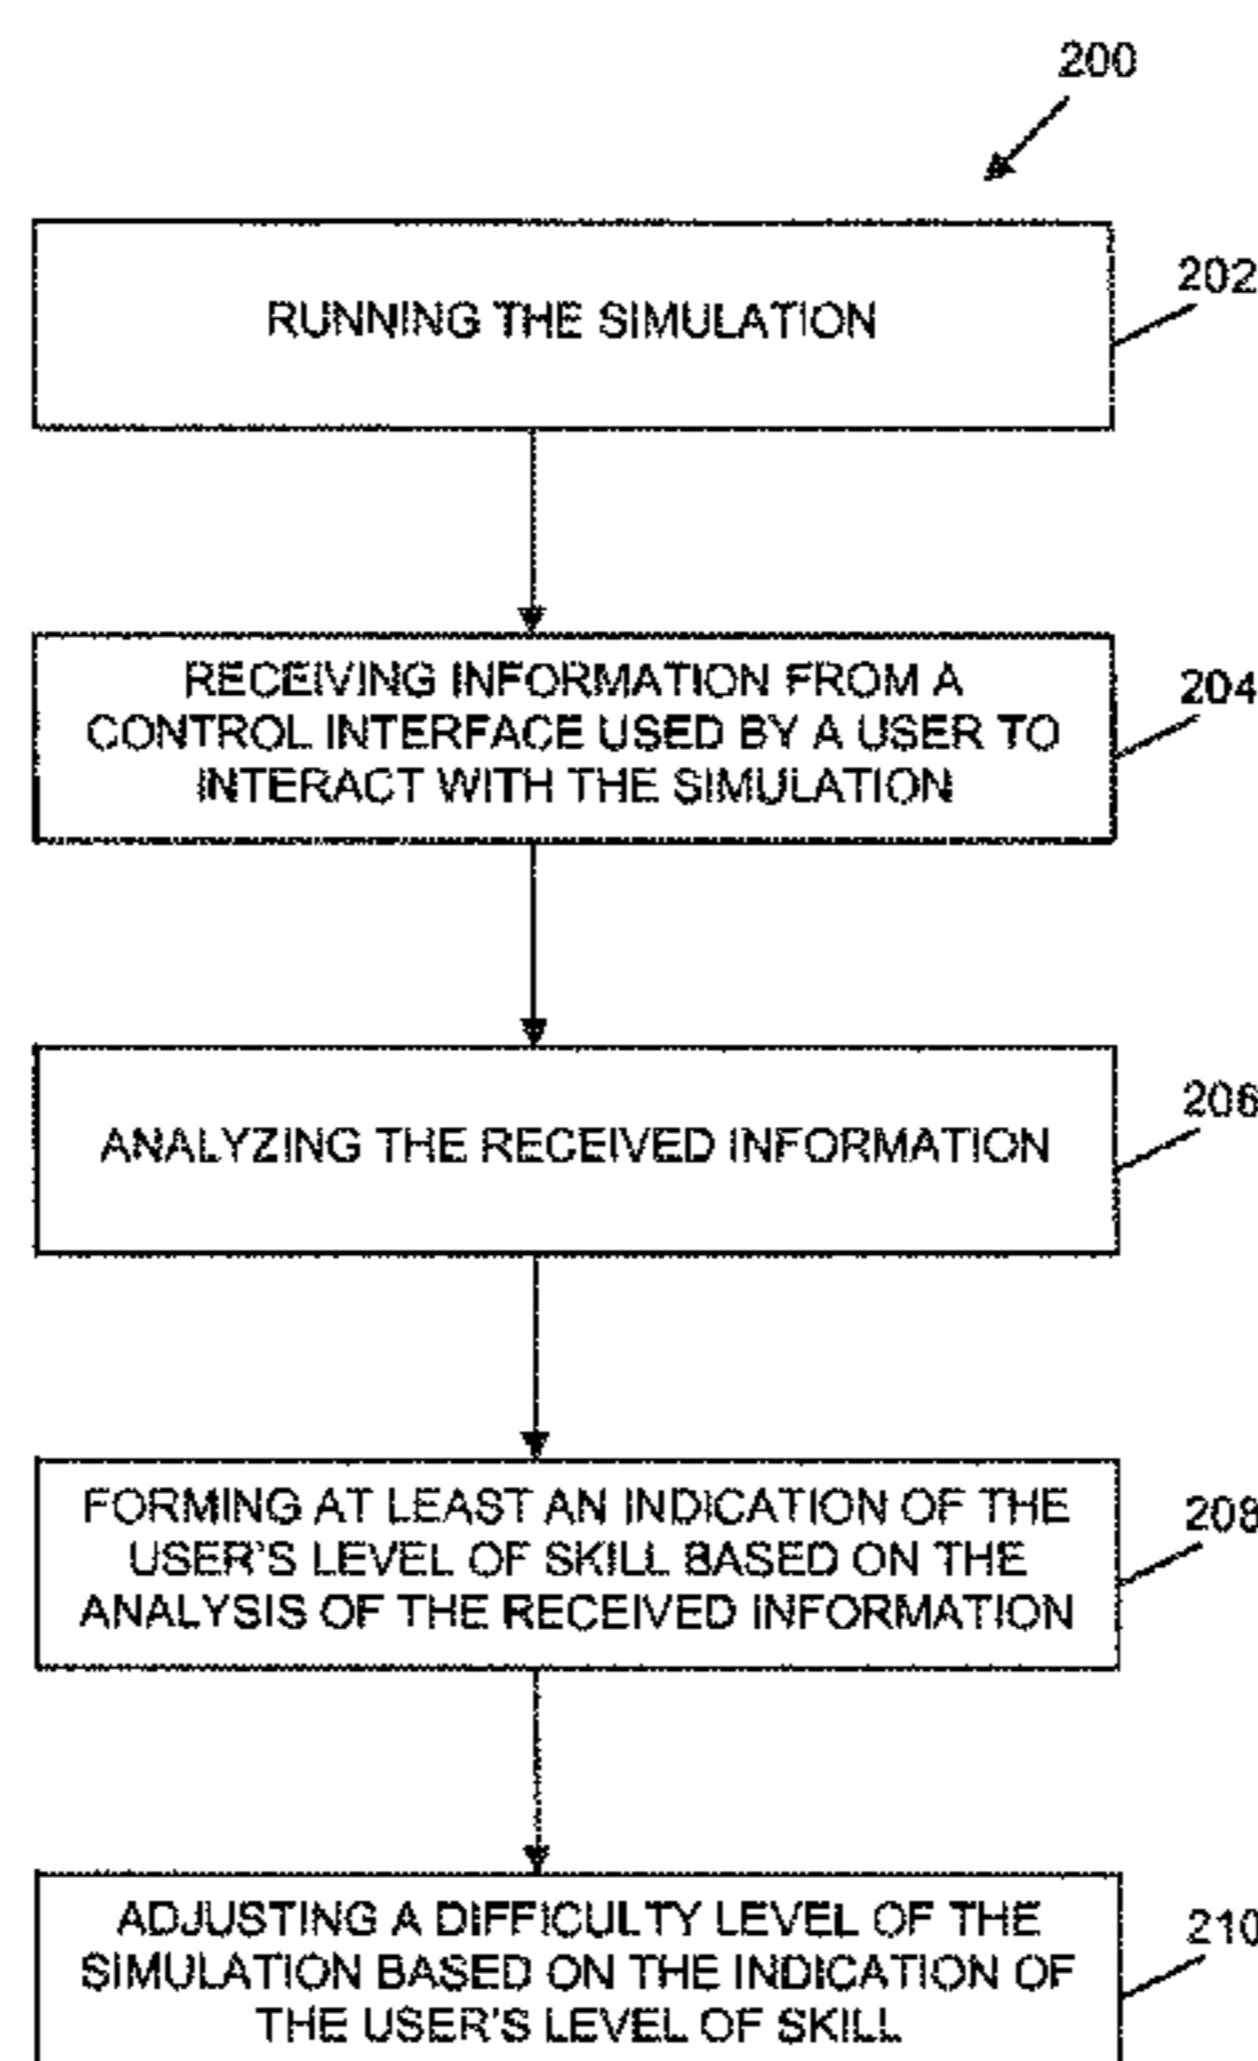 200
RUNNING THE SIMULATION
202
RECEIVING INFORMATION FROM A
CONTROL INTERFACE USED BY A USER TO
INTERACT WITH THE SIMULATION
204
ANALYZING THE RECEIVED INFORMATION
206
FORMING AT LEAST AN INDICATION OF THE
USER'S LEVEL OF SKILL BASED ON THE
ANALYSIS OF THE RECEIVED INFORMATION
208
ADJUSTING A DIFFICULTY LEVEL OF THE
SIMULATION BASED ON THE INDICATION OF
THE USER'S LEVEL OF SKILL
210